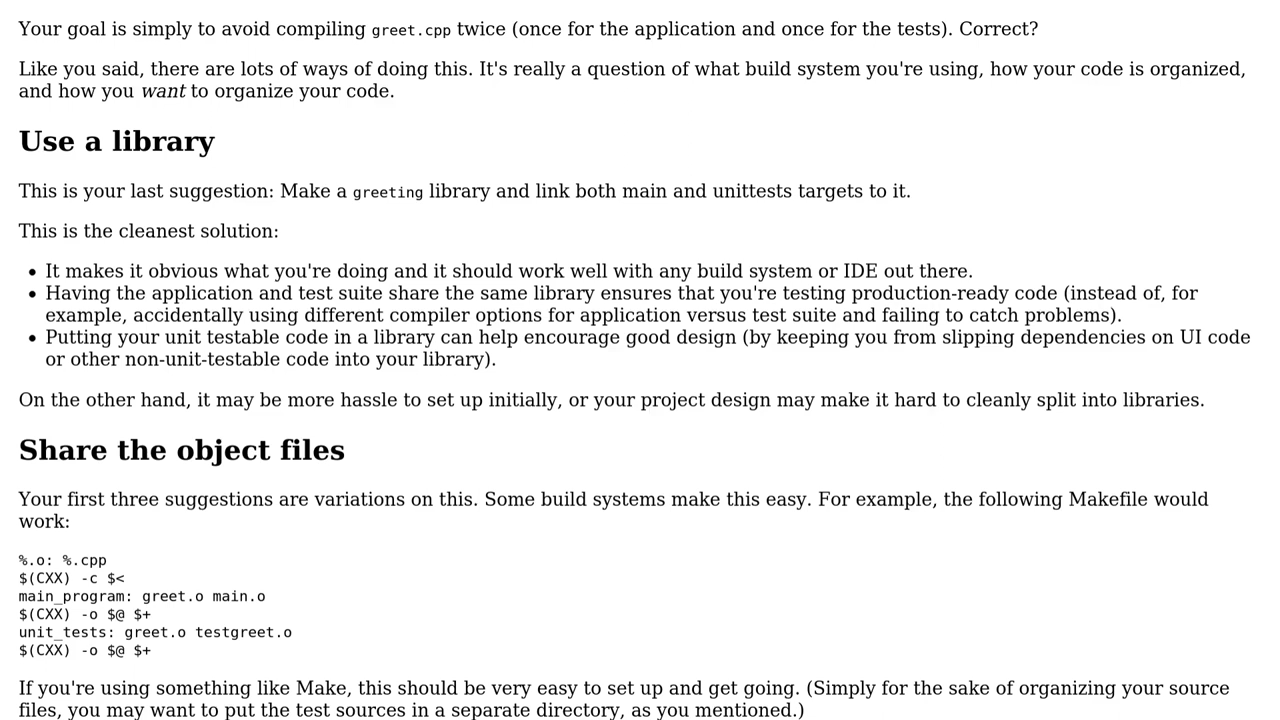 Your goal is simply to avoid compiling greet.cpp twice (once for the application and once for the tests). Correct?
Like you said, there are lots of ways of doing this. It's really a question of what build system you're using, how your code is organized,
and how you want to organize your code.
Use a library
This is your last suggestion: Make a greeting library and link both main and unittests targets to it.
This is the cleanest solution:
• It makes it obvious what you're doing and it should work well with any build system or IDE out there.
• Having the application and test suite share the same library ensures that you're testing production-ready code (instead of, for
example, accidentally using different compiler options for application versus test suite and failing to catch problems).
• Putting your unit testable code in a library can help encourage good design (by keeping you from slipping dependencies on UI code
or other non-unit-testable code into your library).
On the other hand, it may be more hassle to set up initially, or your project design may make it hard to cleanly split into libraries.
Share the object files
Your first three suggestions are variations on this. Some build systems make this easy. For example, the following Makefile would
work:
%.o: %.cpp
$(CXX) -c $<
main_program: greet.o main.o
$(CXX) -o $@ $+
unit_tests: greet.o testgreet.o
$(CXX) -o $@ $+
If you're using something like Make, this should be very easy to set up and get going. (Simply for the sake of organizing your source
files, you may want to put the test sources in a separate directory, as you mentioned.)